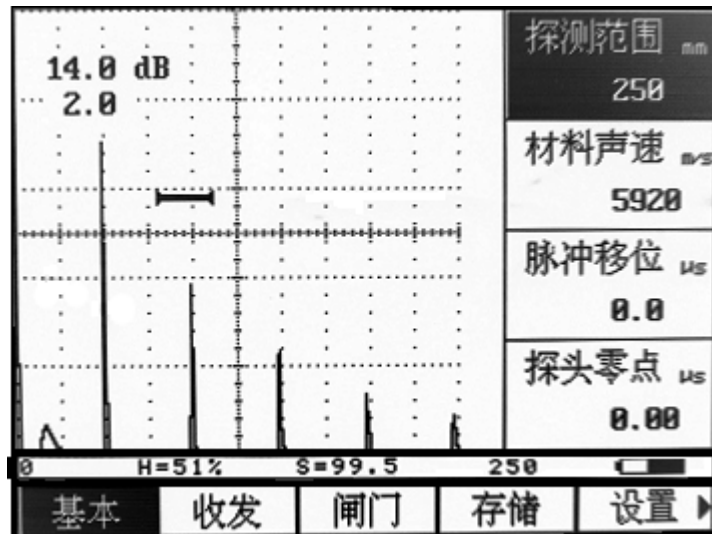 14.0 dB
2.0
探测范围 mm
250
材料声速 m/s
5920
脉冲移位 μs
0.0
探头零点 μs
0.00
0 H=51% S=99.5 250
基本 收发 闸门 存储 设置